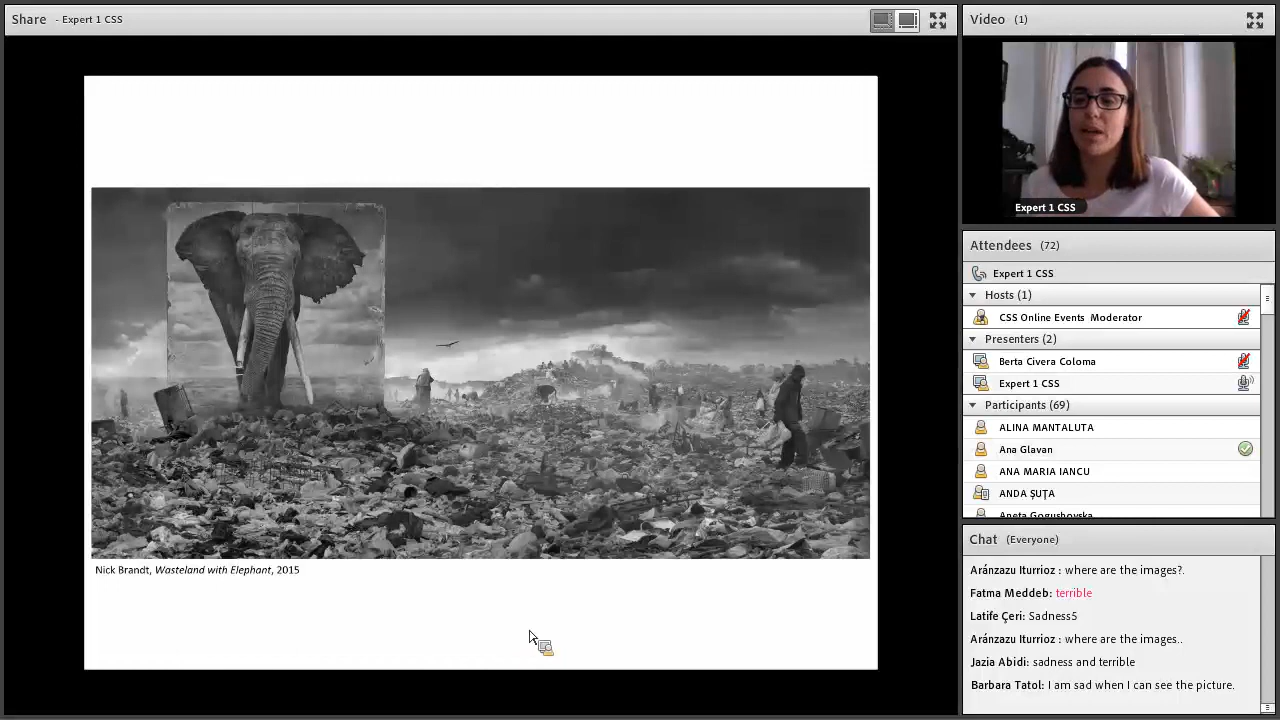 Share - Expert 1 CSS
Nick Brandt, Wasteland with Elephant, 2015
Video (1)
Expert 1 CSS
Attendees (72)
Expert 1 CSS
Hosts (1)
CSS Online Events Moderator
Presenters (2)
Berta Civera Coloma
Expert 1 CSS
Participants (69)
ALINA MANTALUTA
Ana Glavan
ANA MARIA IANCU
ANDA ȘUȚA
Aneta Gogushovska
Chat (Everyone)
Aránzazu Iturrioz : where are the images?.
Fatma Meddeb: terrible
Latife Çeri: Sadness5
Aránzazu Iturrioz : where are the images..
Jazia Abidi: sadness and terrible
Barbara Tatol: I am sad when I can see the picture.